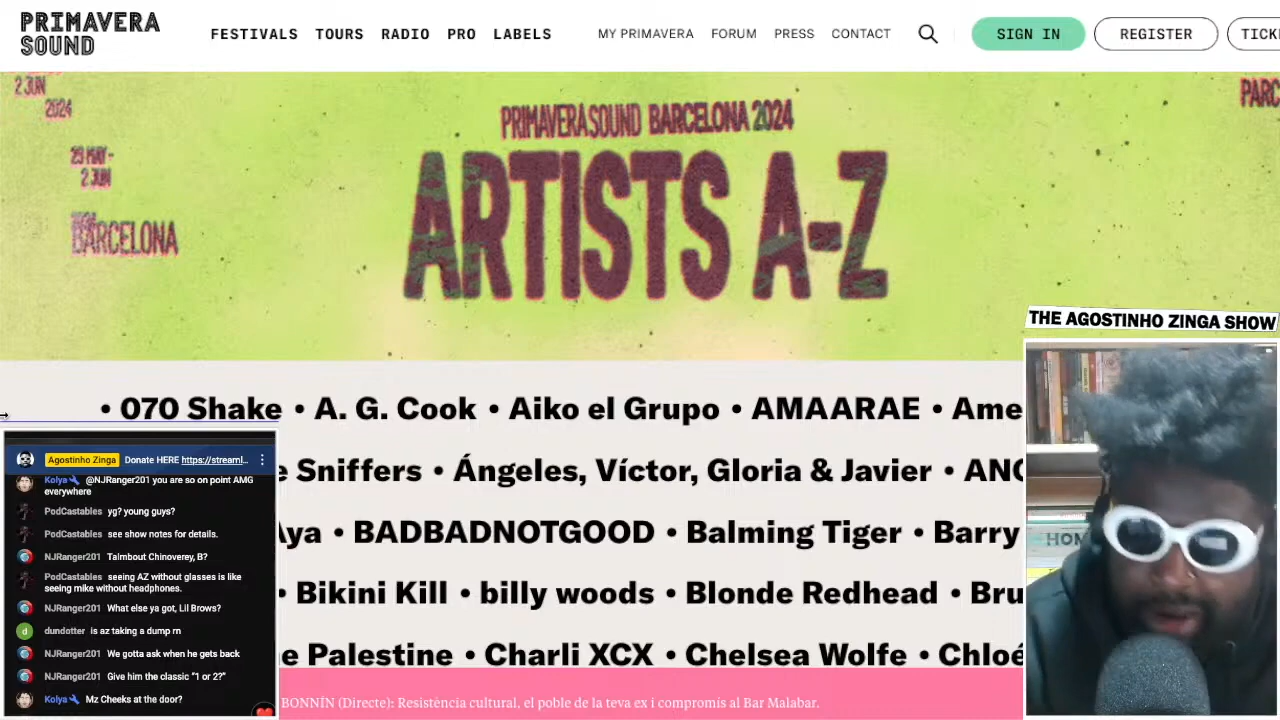 PRIMAVERA
SOUND
FESTIVALS TOURS RADIO PRO LABELS MY PRIMAVERA FORUM PRESS CONTACT SIGN IN REGISTER TICK
2 JUN
2024
PARC
29 MAY-
2 JUN
BARCELONA
PRIMAVERA SOUND BARCELONA 2024
ARTISTS A-Z
THE AGOSTINHO ZINGA SHOW
• 070 Shake • A. G. Cook • Aiko el Grupo • AMAARAE • Ame
e Sniffers • Ángeles, Víctor, Gloria & Javier • ANO
Aya • BADBADNOTGOOD • Balming Tiger • Barry
• Bikini Kill • billy woods • Blonde Redhead • Bru
e Palestine • Charli XCX • Chelsea Wolfe • Chloé
BONNÍN (Directe): Resistència cultural, el poble de la teva ex i compromís al Bar Malabar.
Agostinho Zinga Donate HERE https://streaml...
Kolya @NJRanger201 you are so on point AMG
everywhere
PodCastables yg? young guys?
PodCastables see show notes for details.
NJRanger201 Talmbout Chinoverey, B?
PodCastables seeing AZ without glasses is like
seeing mike without headphones.
NJRanger201 What else ya got, Lil Brows?
d dundotter is az taking a dump rn
NJRanger201 We gotta ask when he gets back
NJRanger201 Give him the classic "1 or 2?"
Kolya Mz Cheeks at the door?
HOM